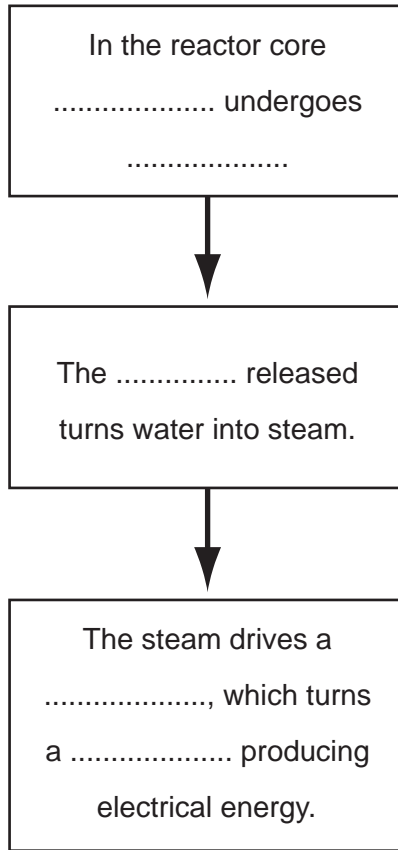 In the reactor core
.................... undergoes
....................
The ............... released
turns water into steam.
The steam drives a
...................., which turns
a .................... producing
electrical energy.